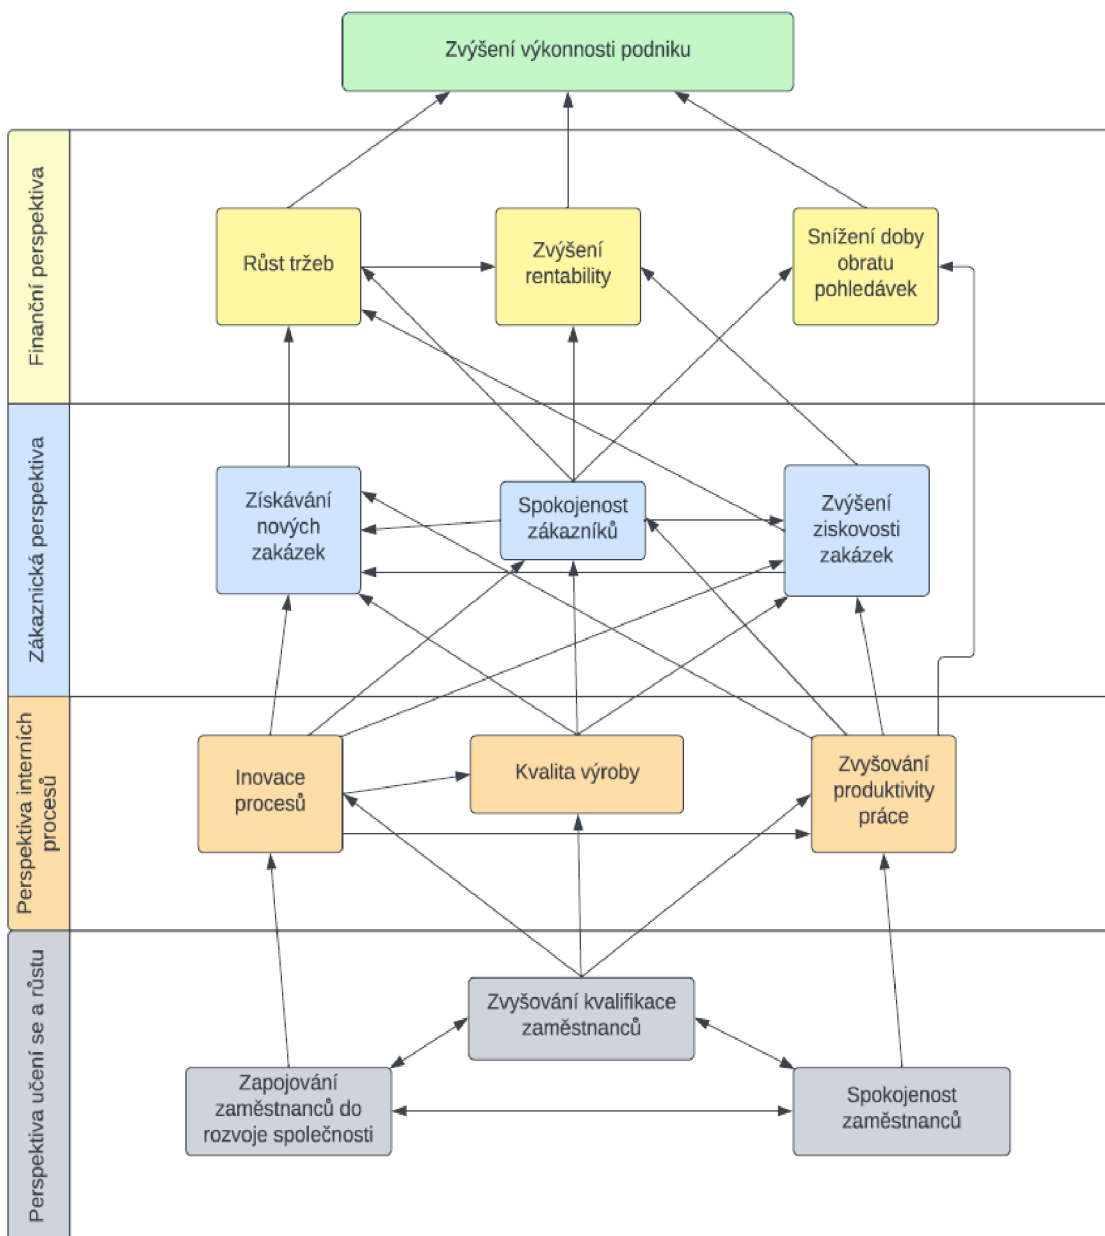 Zvýšení výkonnosti podniku
Finanční perspektiva
Růst tržeb
Zvýšení
rentability
Snížení doby
obratu
pohledávek
Zákaznická perspektiva
Získávání
nových
zakázek
Spokojenost
zákazníků
Zvýšení
ziskovosti
zakázek
Perspektiva interních
procesů
Inovace
procesů
Kvalita výroby
Zvyšování
produktivity
práce
Perspektiva učení se a růstu
Zvyšování kvalifikace
zaměstnanců
Zapojování
zaměstnanců do
rozvoje společnosti
Spokojenost
zaměstnanců